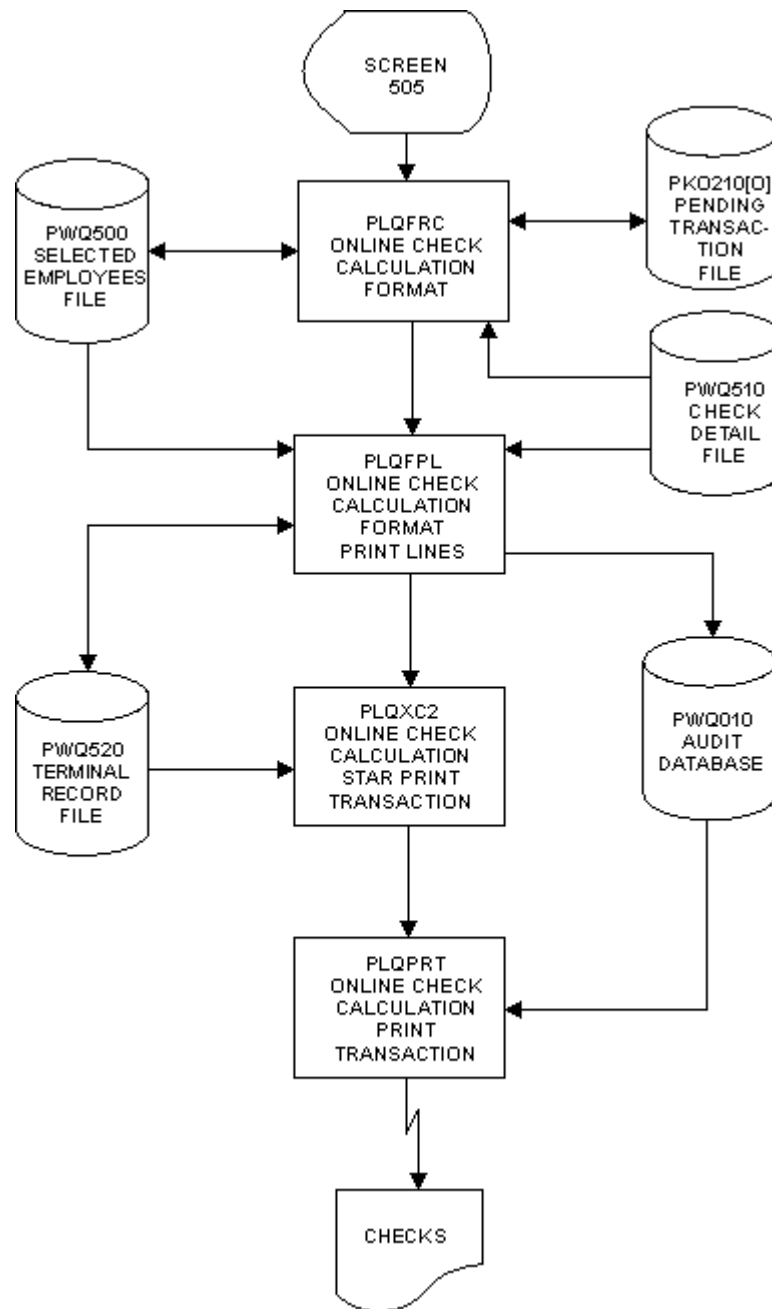 SCREEN
505
PKO210[O]
PENDING
TRANSAC-
TION
FILE
PWQ500
SELECTED
EMPLOYEES
FILE
PLQFRC
ONLINE CHECK
CALCULATION
FORMAT
PWQ510
CHECK
DETAIL
FILE
PLQFPL
ONLINE CHECK
CALCULATION
FORMAT
PRINT LINES
PWQ520
TERMINAL
RECORD
FILE
PLQXC2
ONLINE CHECK
CALCULATION
STAR PRINT
TRANSACTION
PWQ010
AUDIT
DATABASE
PLQPRT
ONLINE CHECK
CALCULATION
PRINT
TRANSACTION
CHECKS